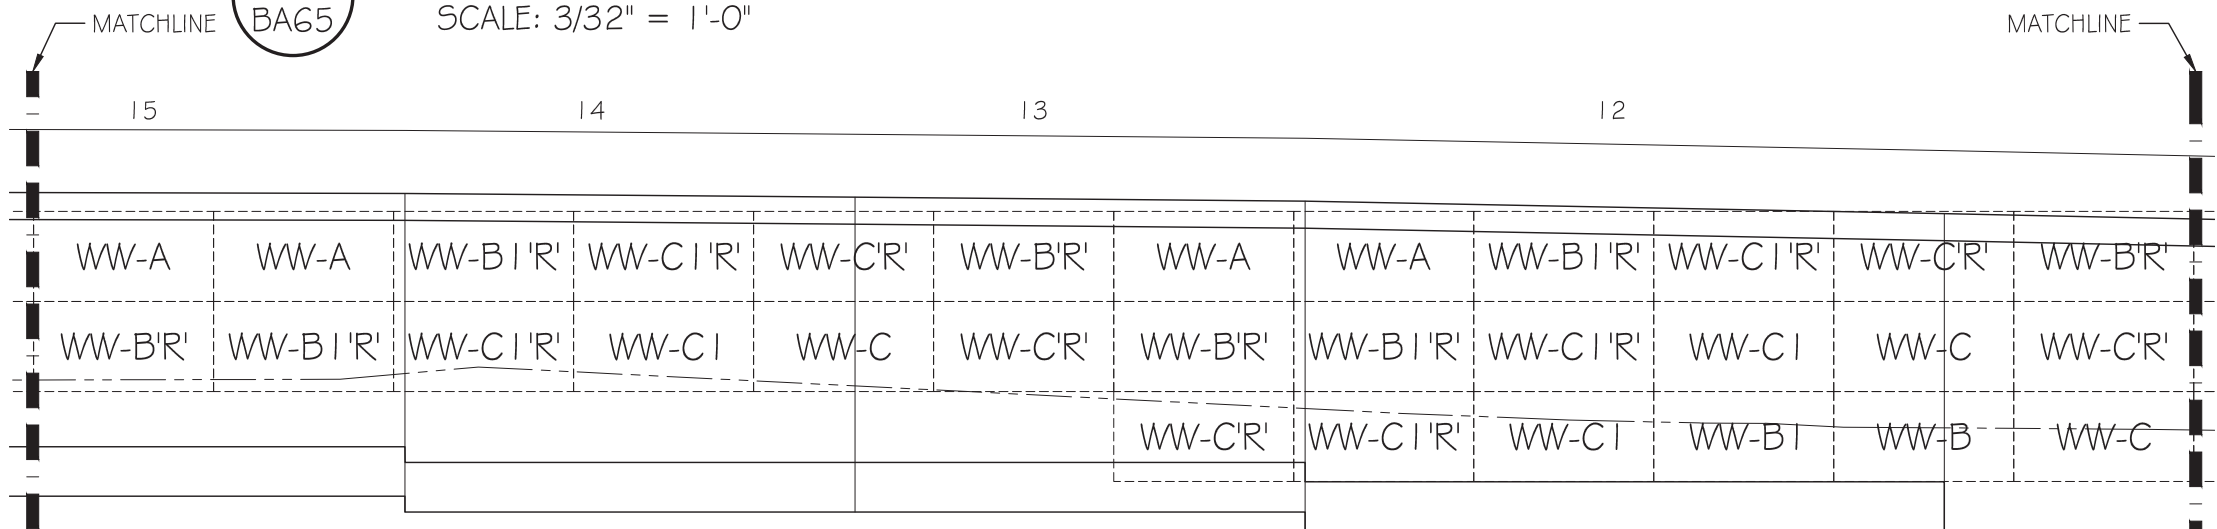 MATCHLINE BA65 SCALE: 3/32" = 1'-0" MATCHLINE
15 14 13 12
WW-A WW-A WW-B1'R' WW-C1'R' WW-C'R' WW-B'R' WW-A WW-A WW-B1'R' WW-C1'R' WW-C'R' WW-B'R'
WW-B'R' WW-B1'R' WW-C1'R' WW-C1 WW-C WW-C'R' WW-B'R' WW-B1'R' WW-C1'R' WW-C1 WW-C WW-C'R'
WW-C'R' WW-C1'R' WW-C1 WW-B1 WW-B WW-C